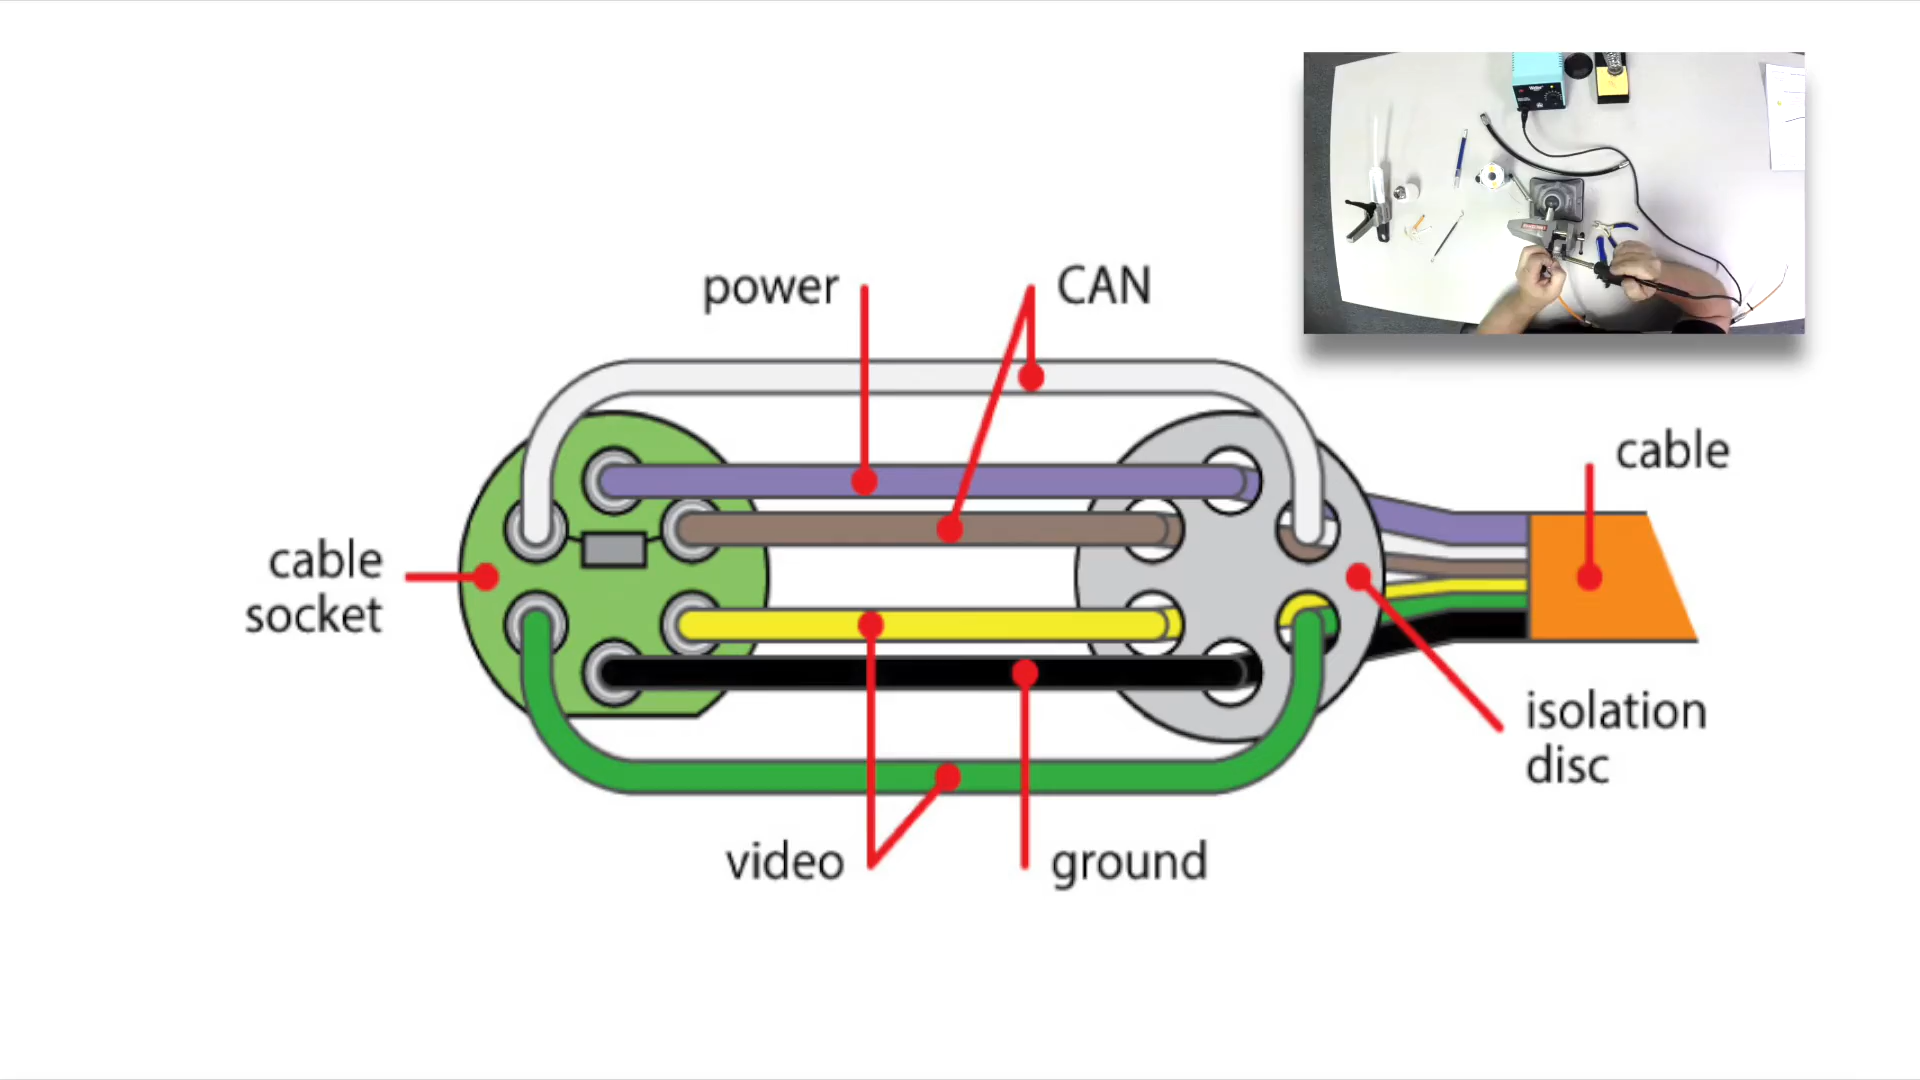 power
CAN
cable
cable
socket
isolation
disc
video
ground